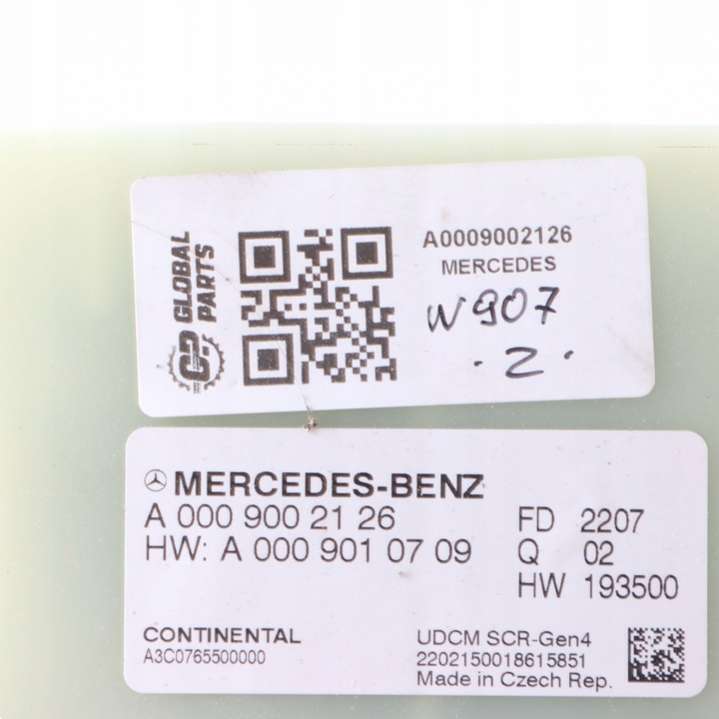 GLOBAL
PARTS
A0009002126
MERCEDES
W907
· 2 ·
MERCEDES-BENZ
A 000 900 21 26
HW: A 000 901 07 09
FD 2207
Q 02
HW 193500
CONTINENTAL
A3C0765500000
UDCM SCR-Gen4
2202150018615851
Made in Czech Rep.